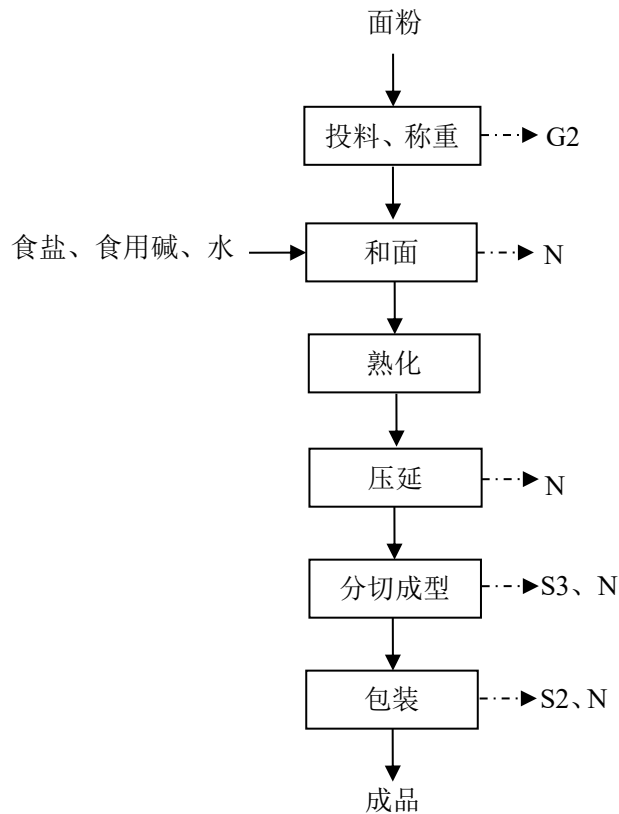 面粉
投料、称重 G2
食盐、食用碱、水 和面 N
熟化
压延 N
分切成型 S3、N
包装 S2、N
成品